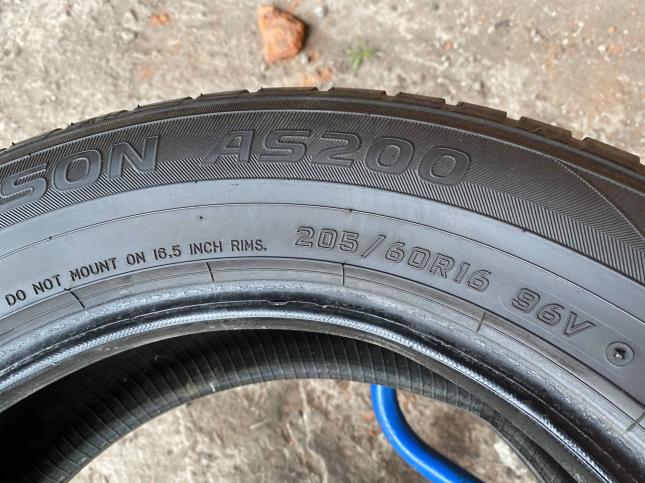 SON AS200
DO NOT MOUNT ON 16.5 INCH RIMS. 205/60R16 96V